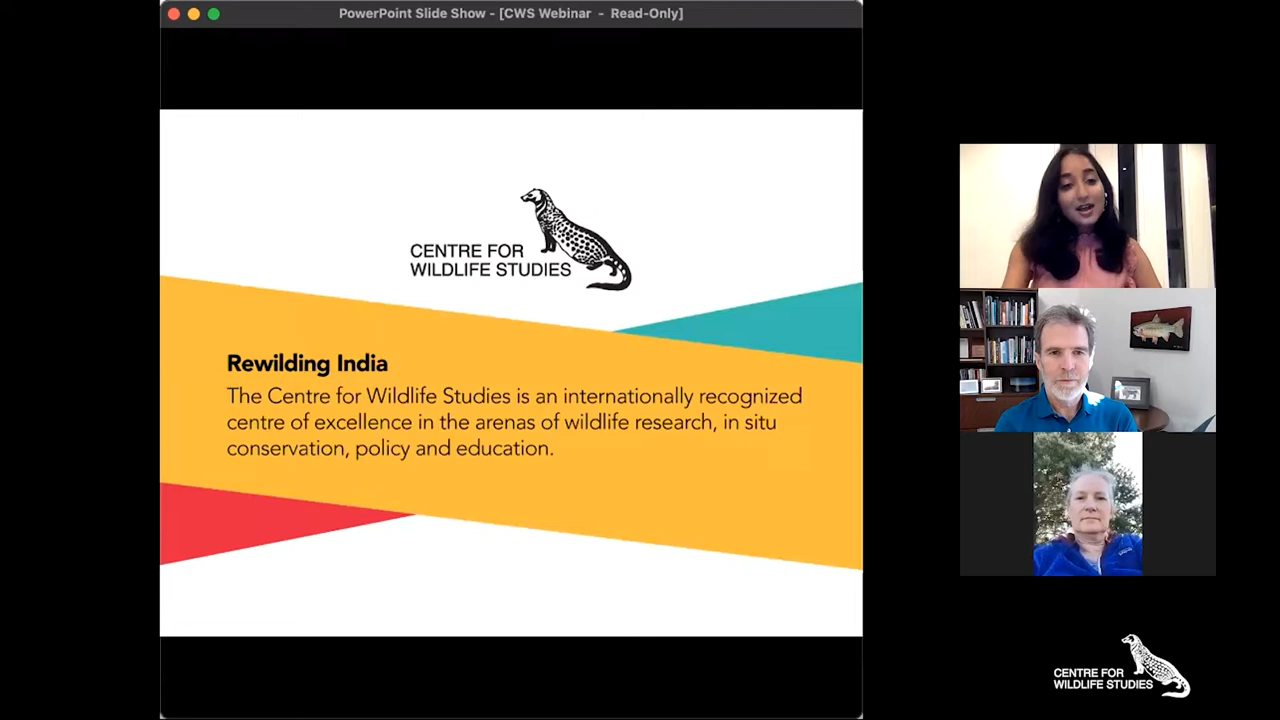 PowerPoint Slide Show - [CWS Webinar - Read-Only]
CENTRE FOR
WILDLIFE STUDIES
Rewilding India
The Centre for Wildlife Studies is an internationally recognized
centre of excellence in the arenas of wildlife research, in situ
conservation, policy and education.
CENTRE FOR
WILDLIFE STUDIES